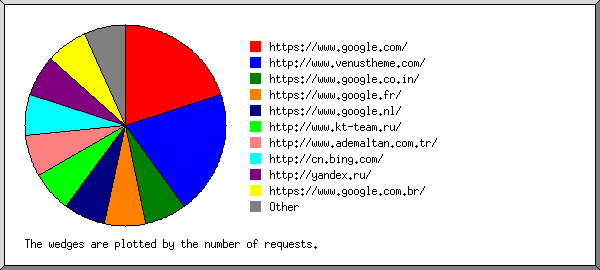 https://www.google.com/
http://www.venustheme.com/
https://www.google.co.in/
https://www.google.fr/
https://www.google.nl/
http://www.kt-team.ru/
http://www.ademaltan.com.tr/
http://cn.bing.com/
http://yandex.ru/
https://www.google.com.br/
Other
The wedges are plotted by the number of requests.